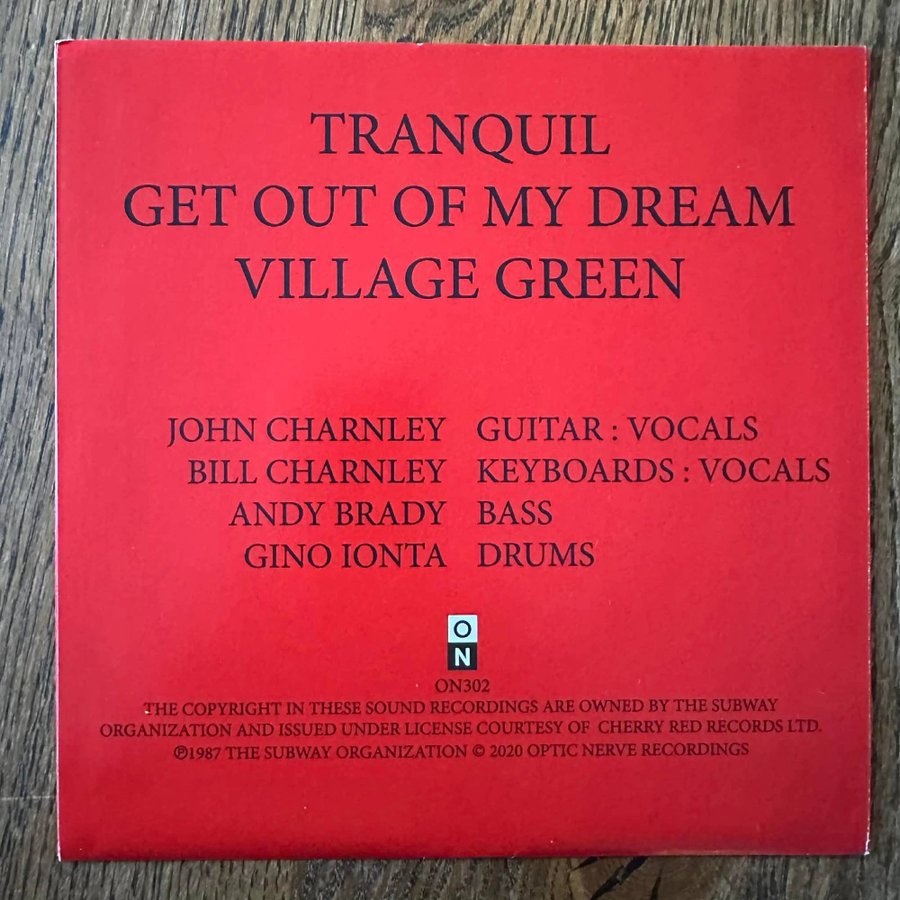 TRANQUIL
GET OUT OF MY DREAM
VILLAGE GREEN
JOHN CHARNLEY GUITAR : VOCALS
BILL CHARNLEY KEYBOARDS : VOCALS
ANDY BRADY BASS
GINO IONTA DRUMS
O
N
ON302
THE COPYRIGHT IN THESE SOUND RECORDINGS ARE OWNED BY THE SUBWAY
ORGANIZATION AND ISSUED UNDER LICENSE COURTESY OF CHERRY RED RECORDS LTD.
℗1987 THE SUBWAY ORGANIZATION © 2020 OPTIC NERVE RECORDINGS